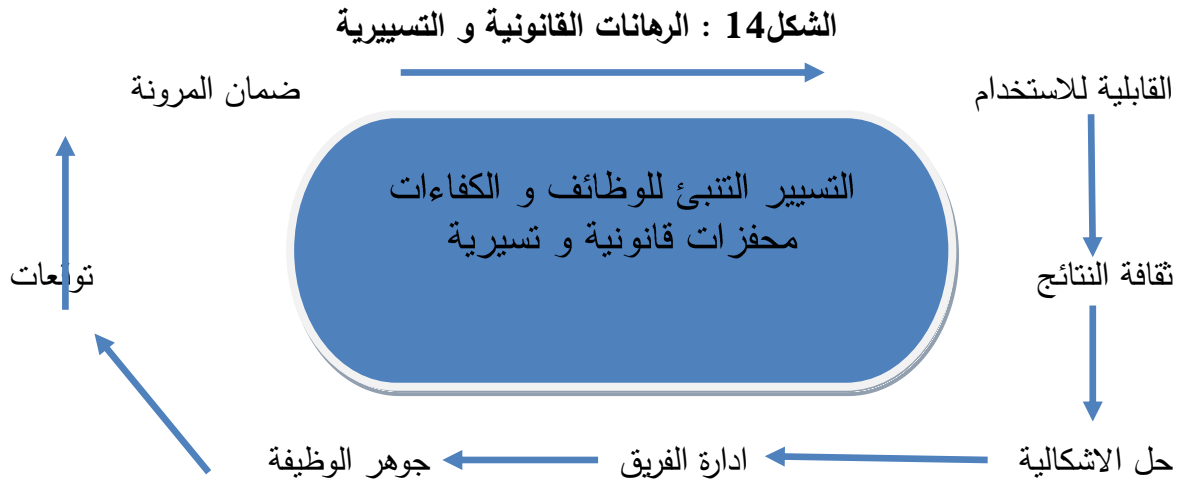 الشكل14 : الرهانات القانونية و التسييرية
القابلية للاستخدام
ضمان المرونة
التسيير التنبئ للوظائف و الكفاءات
محفزات قانونية و تسيرية
ثقافة النتائج
توقعات
حل الاشكالية
ادارة الفريق
جوهر الوظيفة